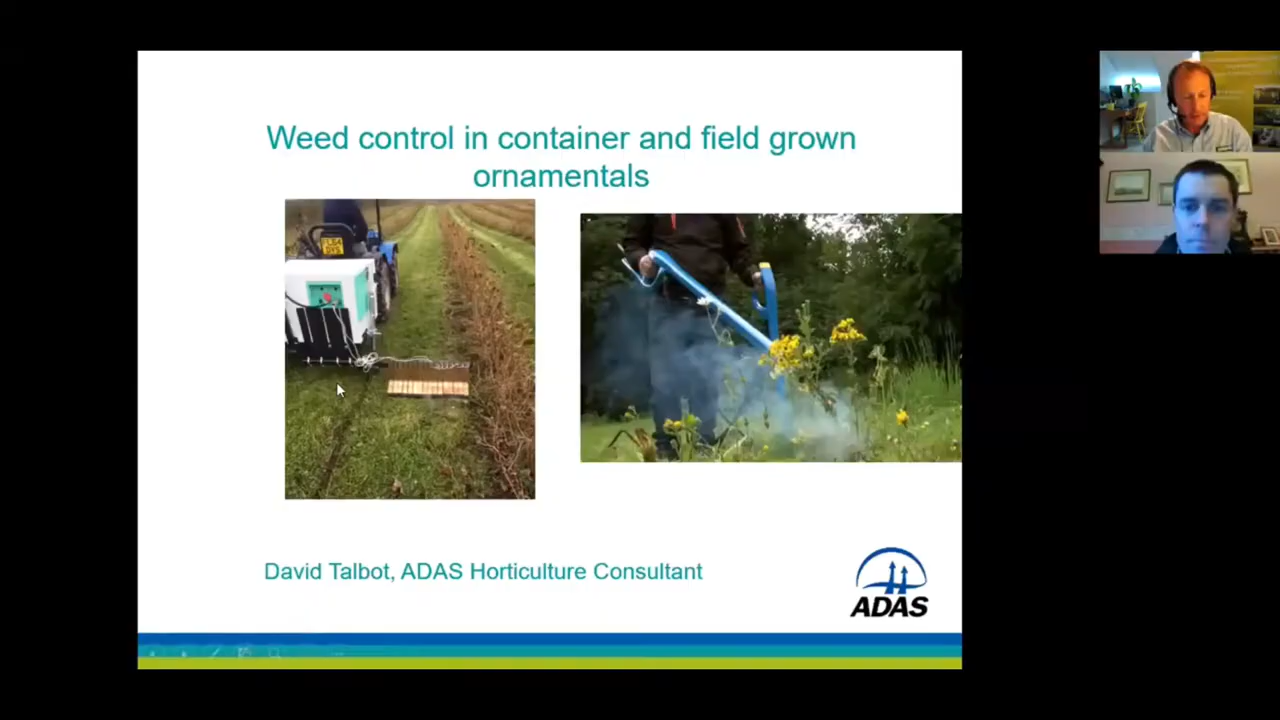 Weed control in container and field grown
ornamentals
David Talbot, ADAS Horticulture Consultant
ADAS